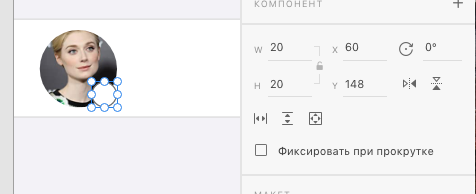 КОМПОНЕНТ +
W 20 X 60 0°
H 20 Y 148
Фиксировать при прокрутке
МАКЕТ